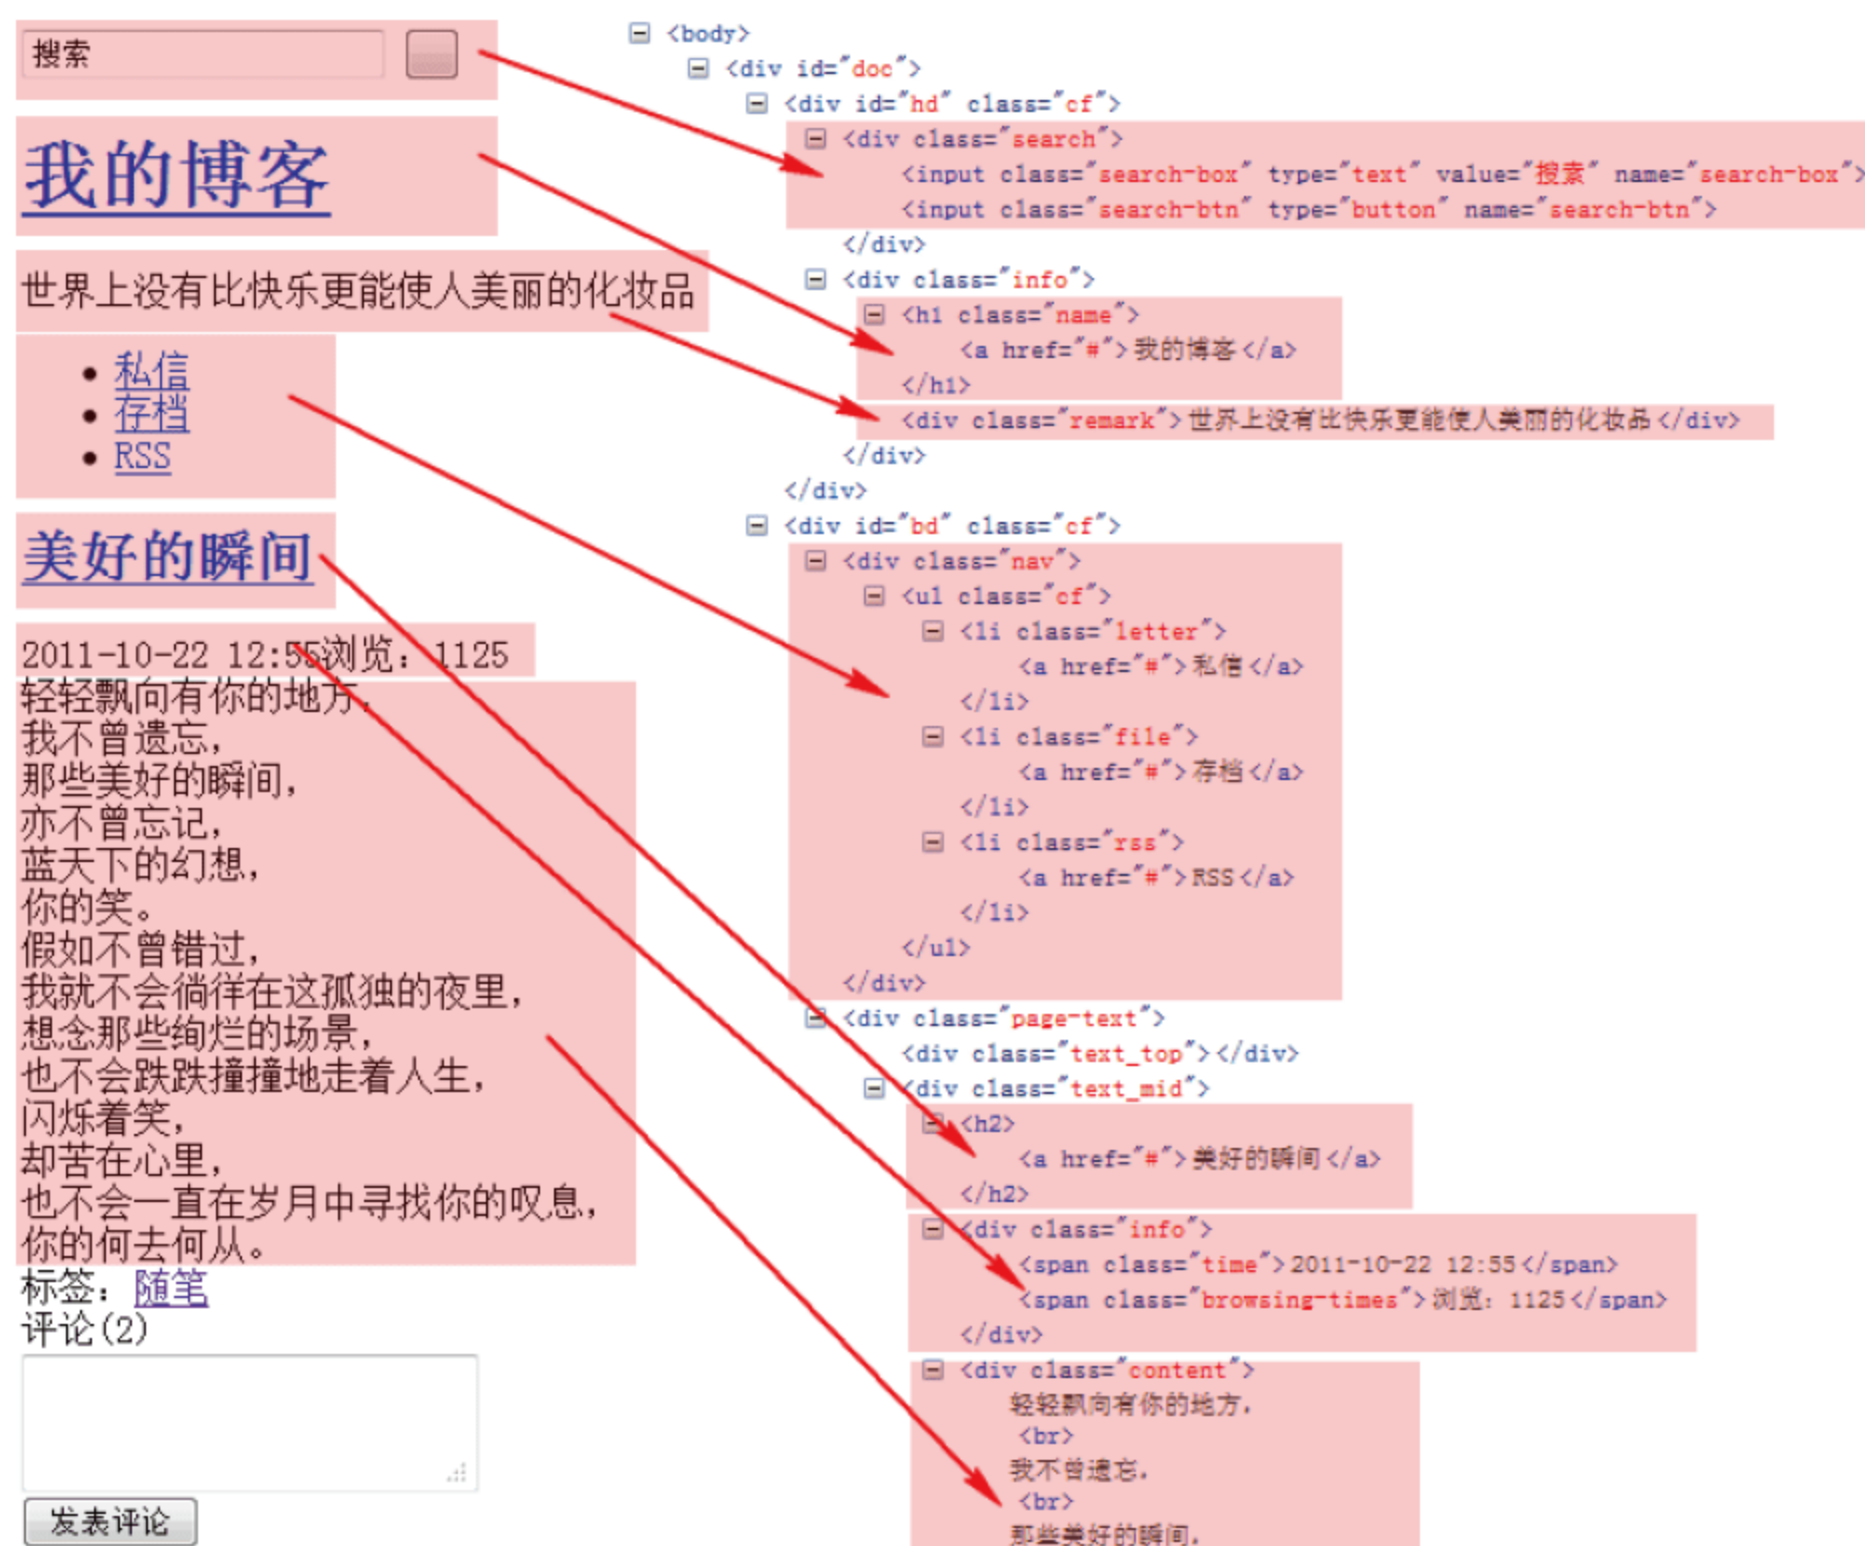 搜索
我的博客
世界上没有比快乐更能使人美丽的化妆品
私信
存档
RSS
美好的瞬间
2011-10-22 12:55浏览: 1125
轻轻飘向有你的地方,
我不曾遗忘,
那些美好的瞬间,
亦不曾忘记,
蓝天下的幻想,
你的笑。
假如不曾错过,
我就不会徜徉在这孤独的夜里,
想念那些绚烂的场景,
也不会跌跌撞撞地走着人生,
闪烁着笑,
却苦在心里,
也不会一直在岁月中寻找你的叹息,
你的何去何从。
标签: 随笔
评论(2)
发表评论
<body>
<div id="doc">
<div id="hd" class="cf">
<div class="search">
<input class="search-box" type="text" value="搜索" name="search-box">
<input class="search-btn" type="button" name="search-btn">
</div>
<div class="info">
<h1 class="name">
<a href="#">我的博客</a>
</h1>
<div class="remark">世界上没有比快乐更能使人美丽的化妆品</div>
</div>
</div>
<div id="bd" class="cf">
<div class="nav">
<ul class="cf">
<li class="letter">
<a href="#">私信</a>
</li>
<li class="file">
<a href="#">存档</a>
</li>
<li class="rss">
<a href="#">RSS</a>
</li>
</ul>
</div>
<div class="page-text">
<div class="text_top"></div>
<div class="text_mid">
<h2>
<a href="#">美好的瞬间</a>
</h2>
<div class="info">
<span class="time">2011-10-22 12:55</span>
<span class="browsing-times">浏览: 1125</span>
</div>
<div class="content">
轻轻飘向有你的地方,
<br>
我不曾遗忘,
<br>
那些美好的瞬间,